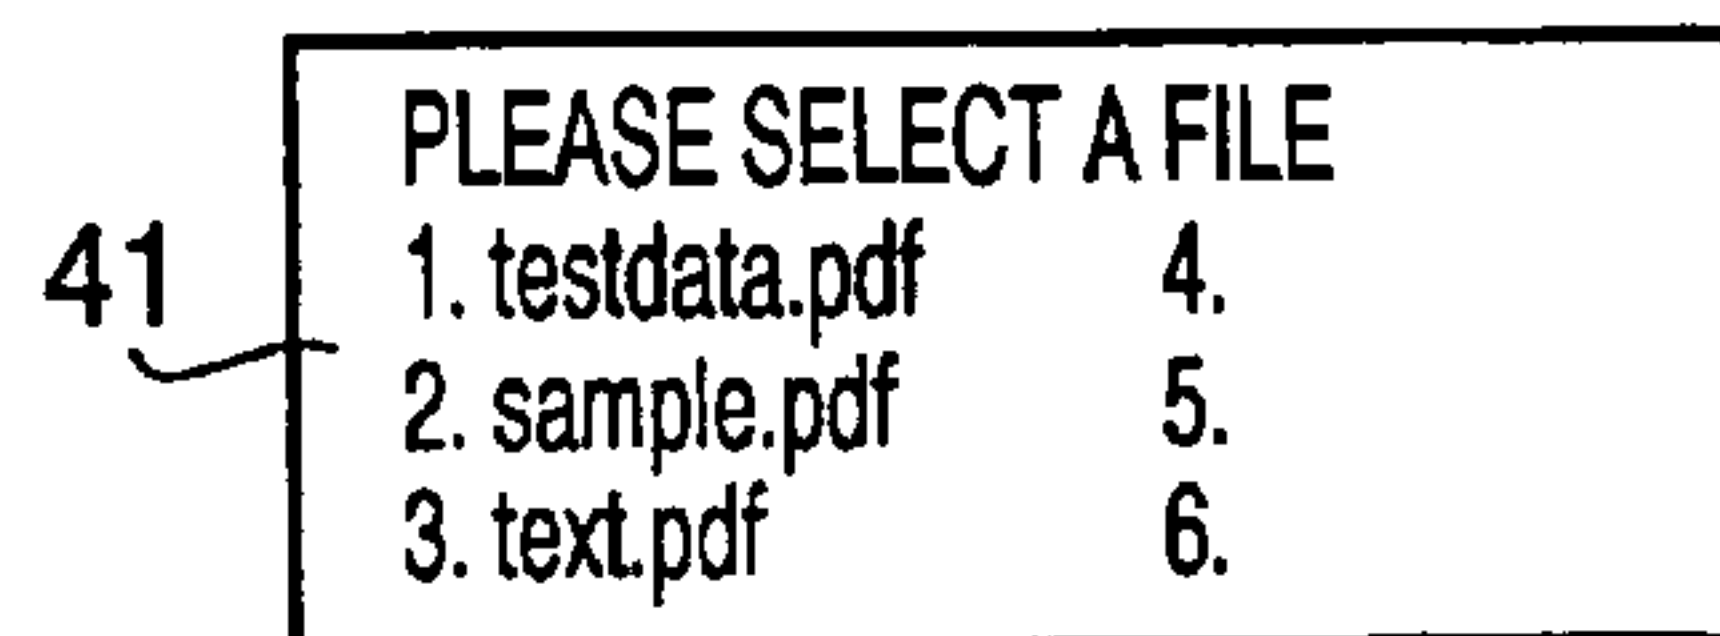 PLEASE SELECT A FILE
41
1. testdata.pdf 4.
2. sample.pdf 5.
3. text.pdf 6.